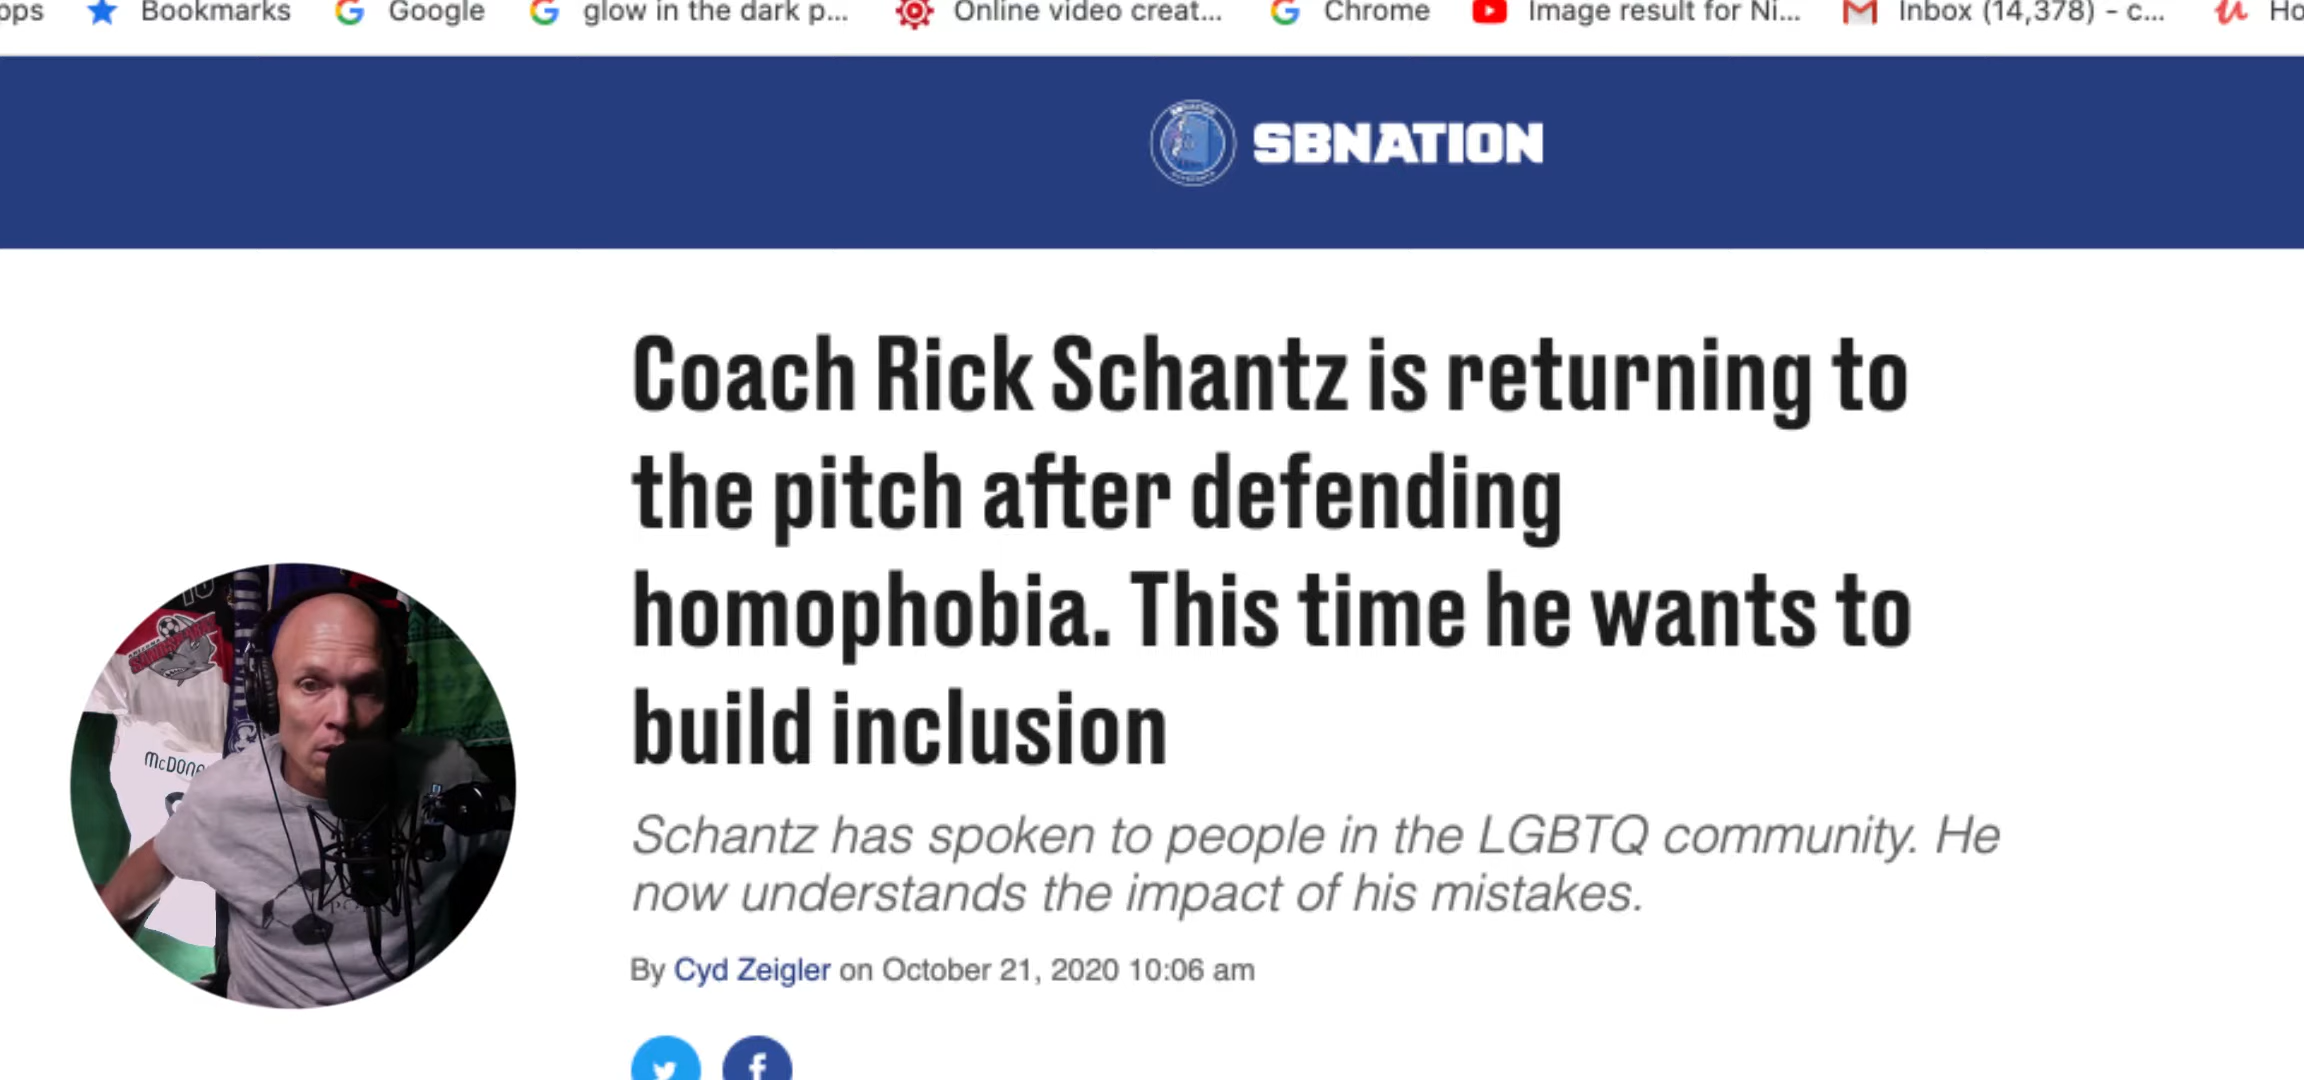 ops Bookmarks Google glow in the dark p... Online video creat... Chrome Image result for Ni... Inbox (14,378) - c... Ho
SBNATION
Coach Rick Schantz is returning to
the pitch after defending
homophobia. This time he wants to
build inclusion
Schantz has spoken to people in the LGBTQ community. He
now understands the impact of his mistakes.
By Cyd Zeigler on October 21, 2020 10:06 am
McDONA